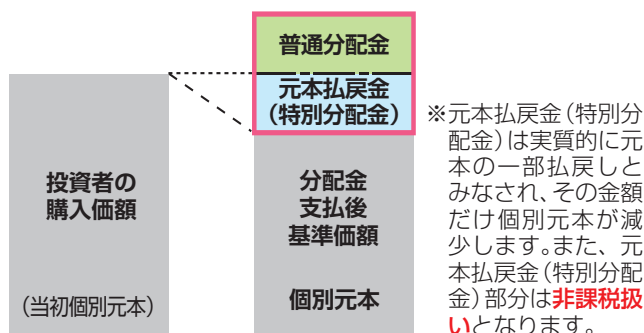 普通分配金
元本払戻金
（特別分配金）
投資者の
購入価額
（当初個別元本）
分配金
支払後
基準価額
個別元本
※元本払戻金（特別分
配金）は実質的に元
本の一部払戻しと
みなされ、その金額
だけ個別元本が減
少します。また、元
本払戻金（特別分配
金）部分は非課税扱
いとなります。